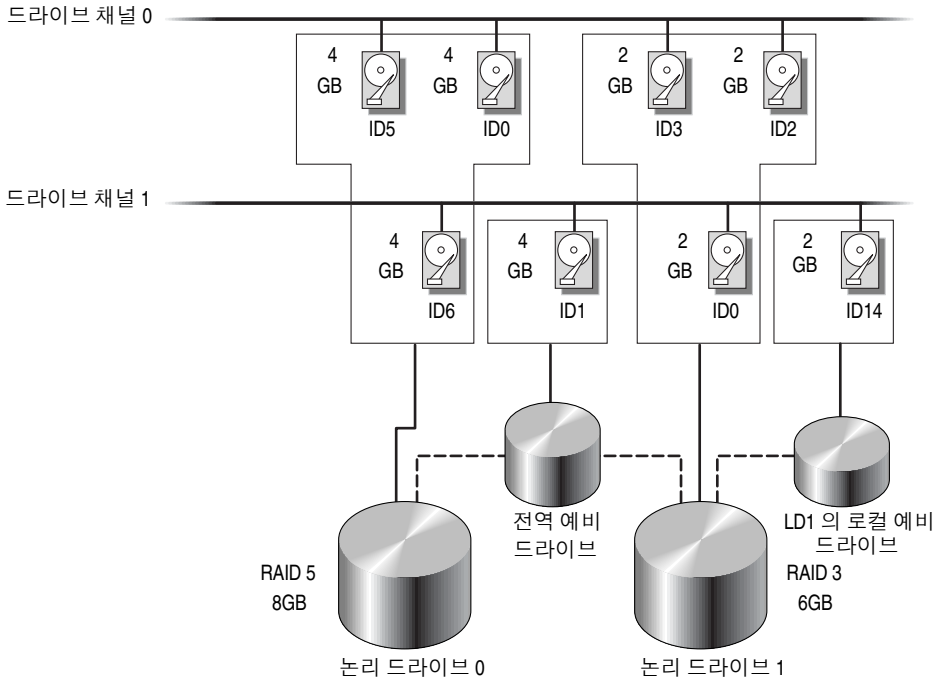 드라이브 채널 0
4
GB
ID5
4
GB
ID0
2
GB
ID3
2
GB
ID2
드라이브 채널 1
4
GB
ID6
4
GB
ID1
2
GB
ID0
2
GB
ID14
전역 예비
드라이브
LD1 의 로컬 예비
드라이브
RAID 5
8GB
RAID 3
6GB
논리 드라이브 0
논리 드라이브 1